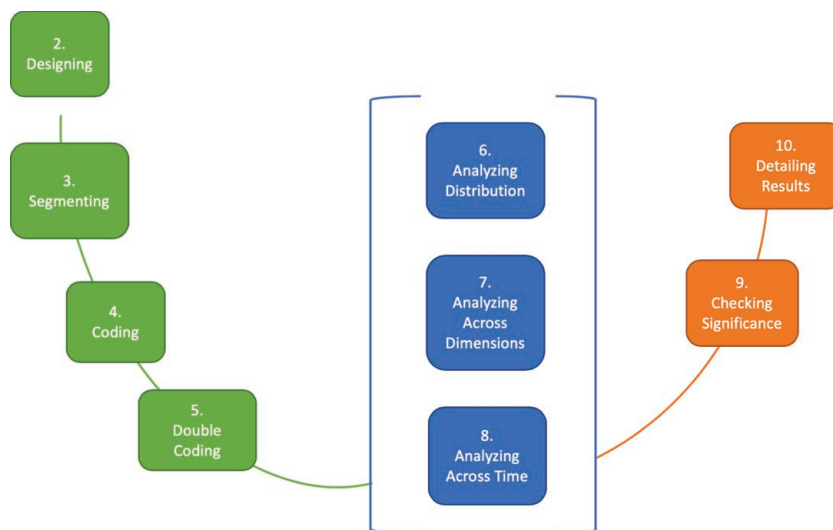 2.
Designing
3.
Segmenting
4.
Coding
5.
Double
Coding
6.
Analyzing
Distribution
7.
Analyzing
Across
Dimensions
8.
Analyzing
Across Time
9.
Checking
Significance
10.
Detailing
Results